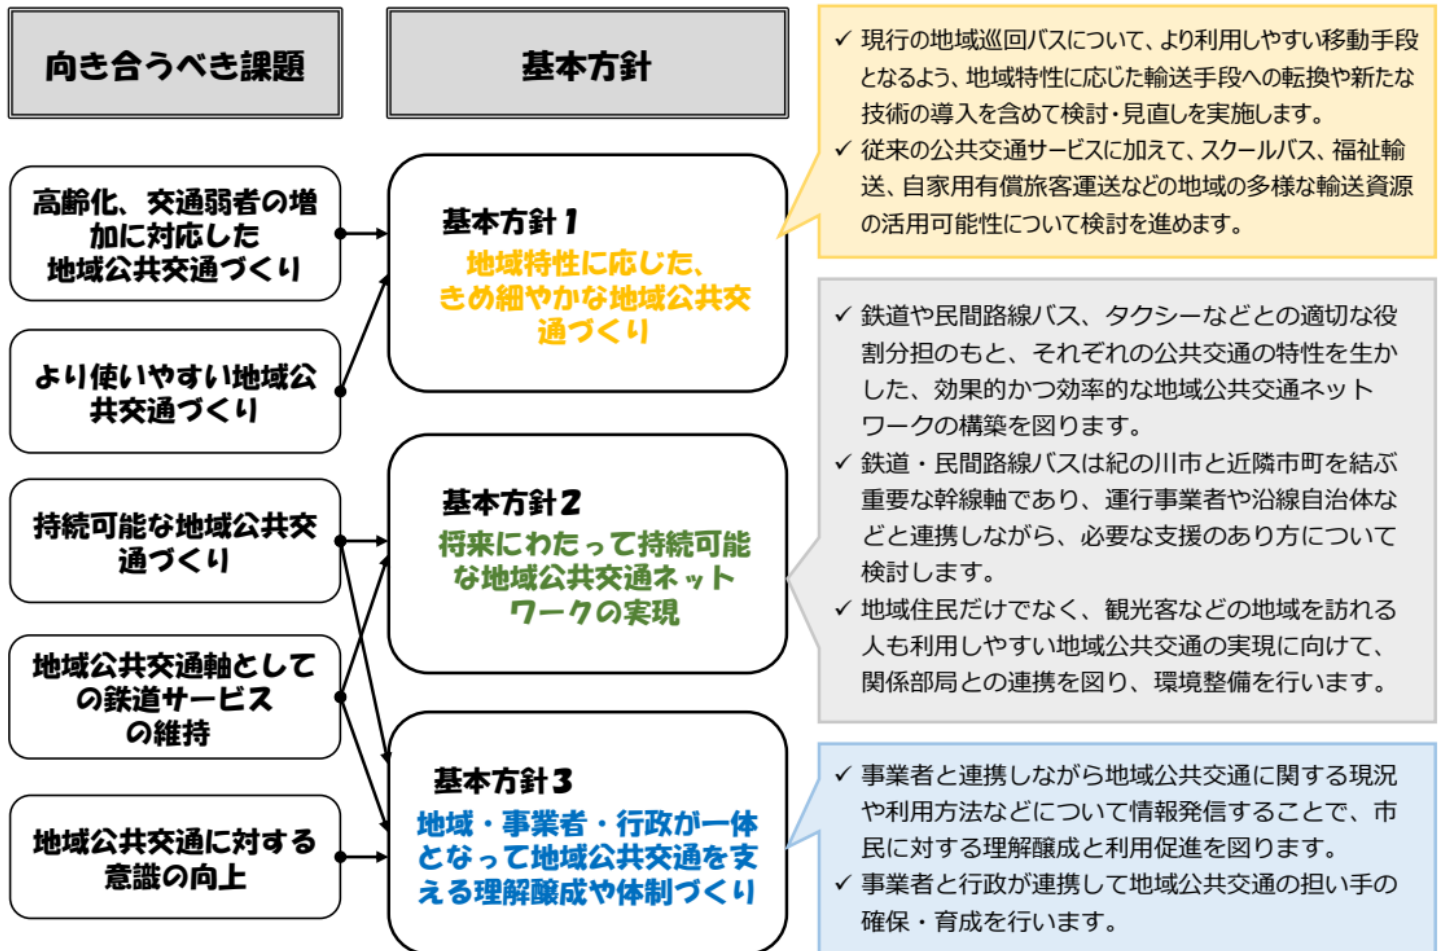 向き合うべき課題
基本方針
高齢化、交通弱者の増
加に対応した
地域公共交通づくり
より使いやすい地域公
共交通づくり
持続可能な地域公共交
通づくり
地域公共交通軸として
の鉄道サービス
の維持
地域公共交通に対する
意識の向上
基本方針1
地域特性に応じた、
きめ細やかな地域公共交
通づくり
基本方針2
将来にわたって持続可能
な地域公共交通ネット
ワークの実現
基本方針3
地域・事業者・行政が一体
となって地域公共交通を支
える理解醸成や体制づくり
✓ 現行の地域巡回バスについて、より利用しやすい移動手段
となるよう、地域特性に応じた輸送手段への転換や新たな
技術の導入を含めて検討・見直しを実施します。
✓ 従来の公共交通サービスに加えて、スクールバス、福祉輸
送、自家用有償旅客運送などの地域の多様な輸送資源
の活用可能性について検討を進めます。
✓ 鉄道や民間路線バス、タクシーなどとの適切な役
割分担のもと、それぞれの公共交通の特性を生か
した、効果的かつ効率的な地域公共交通ネット
ワークの構築を図ります。
✓ 鉄道・民間路線バスは紀の川市と近隣市町を結ぶ
重要な幹線軸であり、運行事業者や沿線自治体な
どと連携しながら、必要な支援のあり方について
検討します。
✓ 地域住民だけでなく、観光客などの地域を訪れる
人も利用しやすい地域公共交通の実現に向けて、
関係部局との連携を図り、環境整備を行います。
✓ 事業者と連携しながら地域公共交通に関する現況
や利用方法などについて情報発信することで、市
民に対する理解醸成と利用促進を図ります。
✓ 事業者と行政が連携して地域公共交通の担い手の
確保・育成を行います。